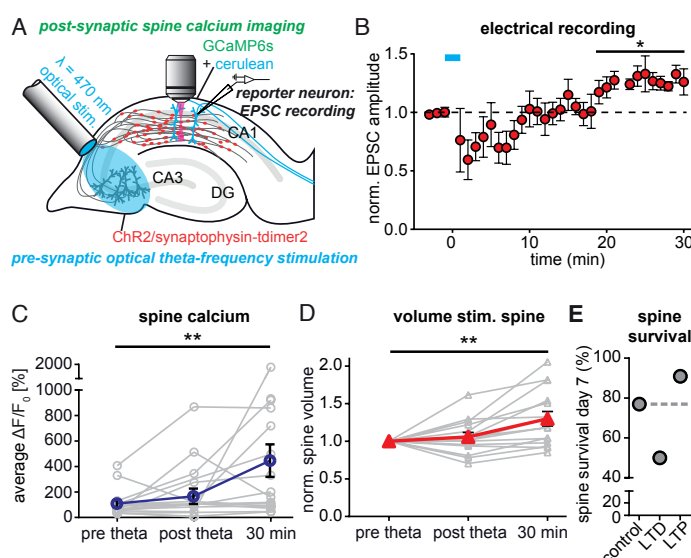 A
post-synaptic spine calcium imaging
GCaMP6s
+ cerulean
λ = 470 nm
optical stim.
reporter neuron:
EPSC recording
CA1
CA3
DG
ChR2/synaptophysin-tdimer2
pre-synaptic optical theta-frequency stimulation
B
electrical recording
*
norm. EPSC amplitude
1.5
1.0
0.5
0.0
0
10
20
30
time (min)
C
spine calcium
**
average ΔF/F0 [%]
2000
1600
1200
800
400
200
0
pre theta
post theta
30 min
D
volume stim. spine
**
norm. spine volume
2.0
1.5
1.0
0.5
0.0
pre theta
post theta
30 min
E
spine
survival
spine survival day 7 (%)
100
80
60
40
20
0
control
LTD
LTP